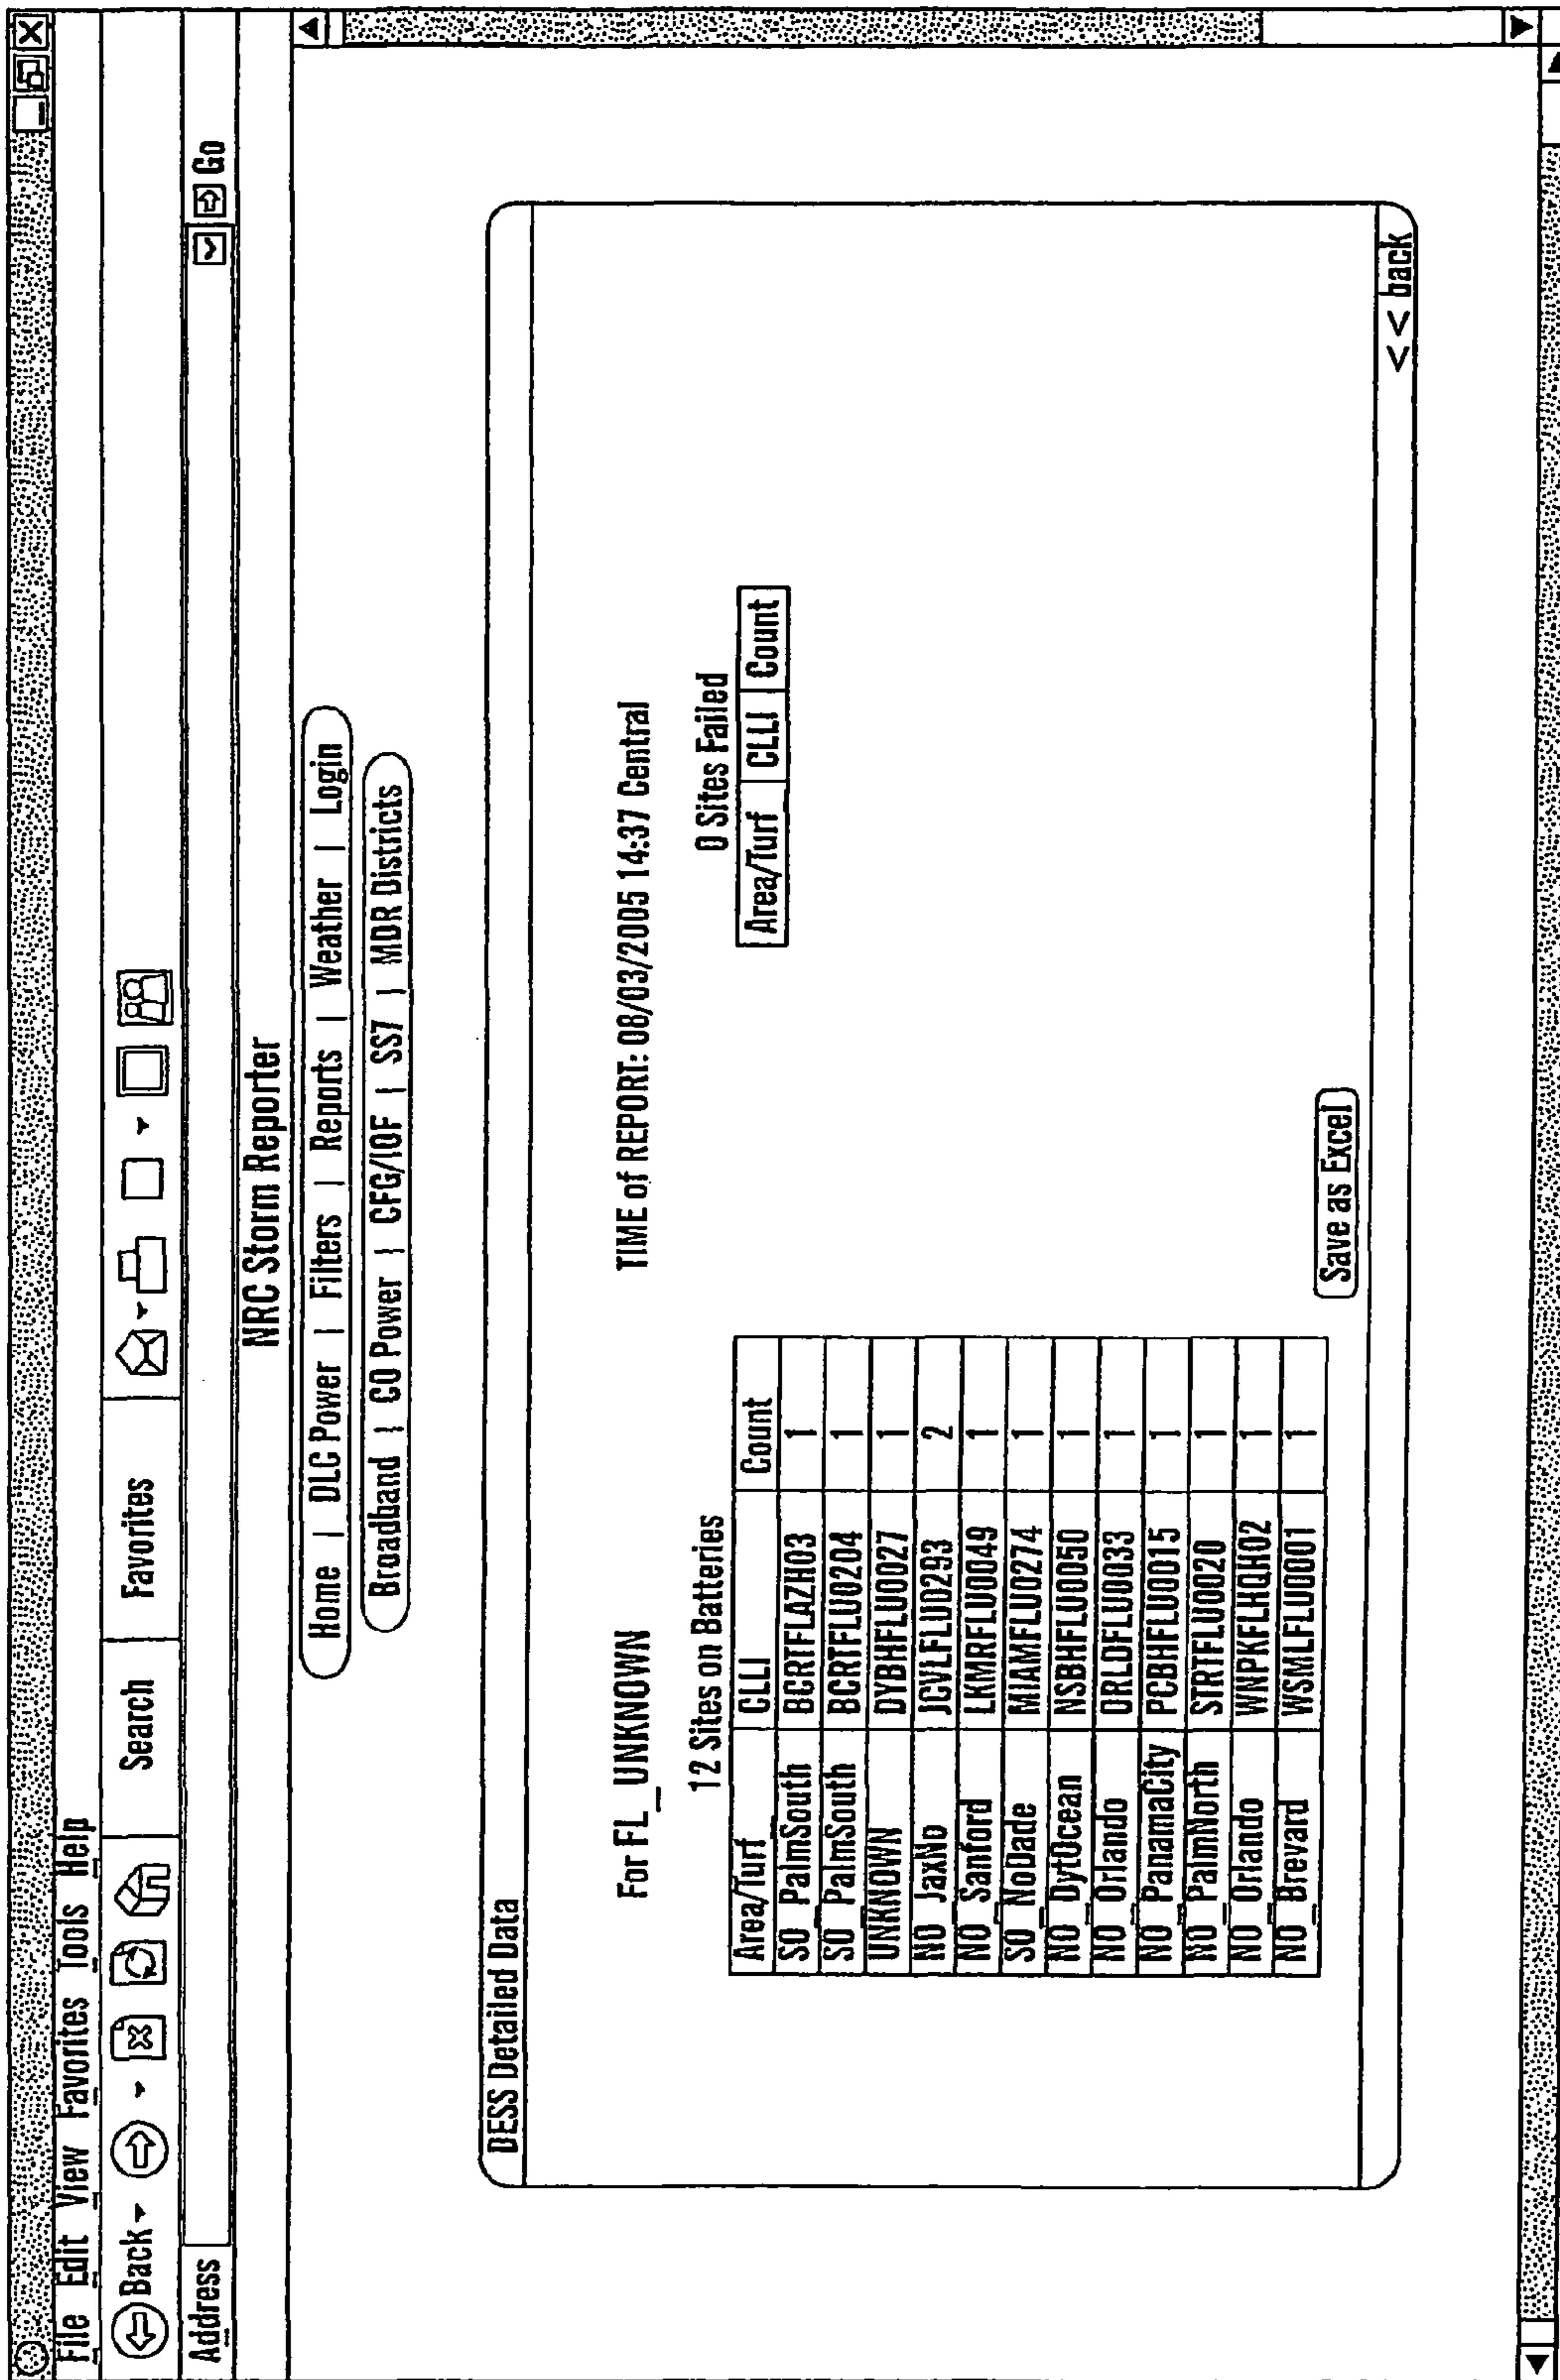 File Edit View Favorites Tools Help
Back Search Favorites
Address Go
NRC Storm Reporter
Home | DLC Power | Filters | Reports | Weather | Login
Broadband | CO Power | CFG/IOF | SS7 | MDR Districts
DESS Detailed Data
For FL_UNKNOWN TIME of REPORT: 08/03/2005 14:37 Central
12 Sites on Batteries 0 Sites Failed
Area/Turf CLLI Count Area/Turf CLLI Count
SO_PalmSouth BCRTFLAZH03 1
SO_PalmSouth BCRTFLU0204 1
UNKNOWN DYBHFLU0027 1
NO_JaxNo JCVLFLU0293 2
NO_Sanford LKMRFLU0049 1
SO_NoDade MIAMFLU0274 1
NO_DytOcean NSBHFLU0050 1
NO_Orlando ORLDFLU0033 1
NO_PanamaCity PCBHFLU0015 1
NO_PalmNorth STRTFLU0020 1
NO_Orlando WNPKFLHQH02 1
NO_Brevard WSMLFLU0001 1
Save as Excel
<< back